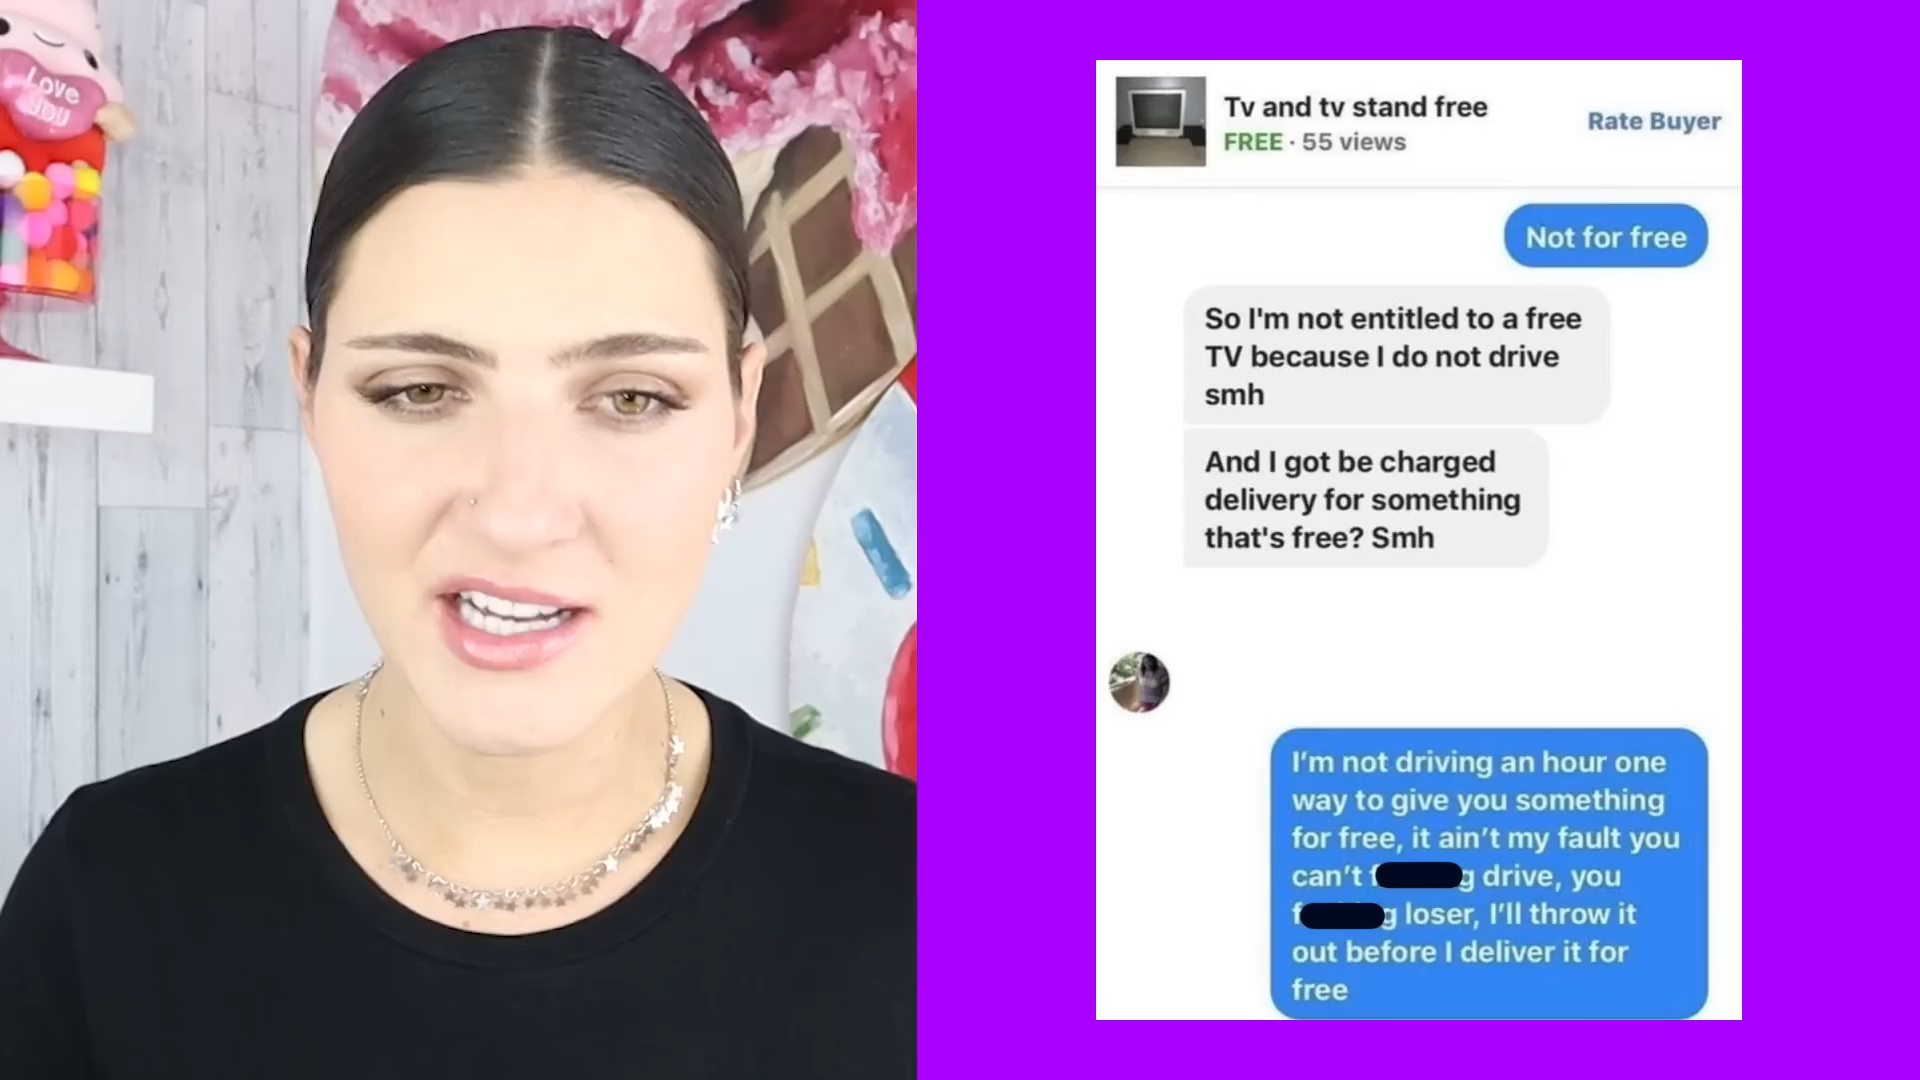 Love
you
Tv and tv stand free
FREE · 55 views
Rate Buyer
Not for free
So I'm not entitled to a free
TV because I do not drive
smh
And I got be charged
delivery for something
that's free? Smh
I'm not driving an hour one
way to give you something
for free, it ain't my fault you
can't f g drive, you
f g loser, I'll throw it
out before I deliver it for
free